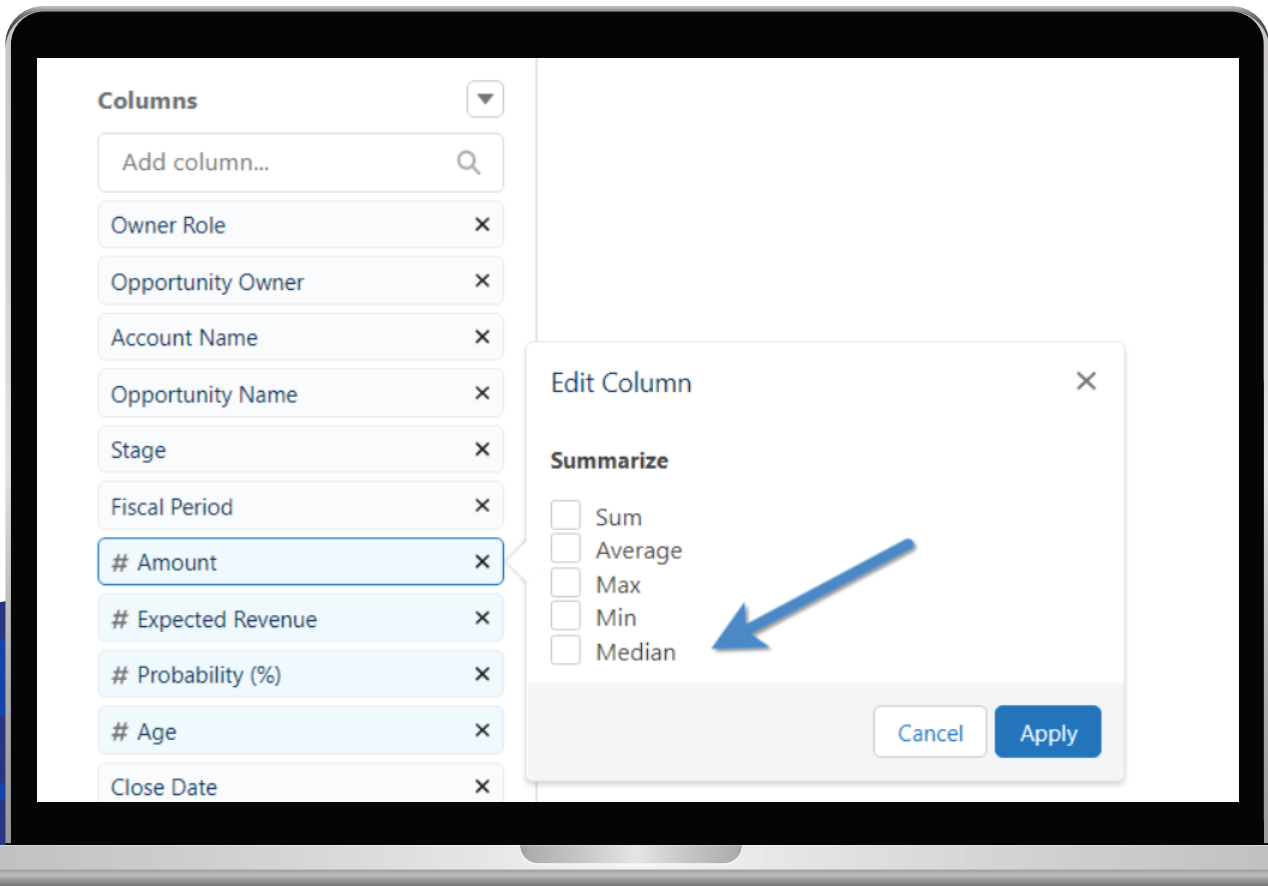 Columns
Add column...
Owner Role
Opportunity Owner
Account Name
Opportunity Name
Stage
Fiscal Period
# Amount
# Expected Revenue
# Probability (%)
# Age
Close Date
Edit Column
Summarize
Sum
Average
Max
Min
Median
Cancel
Apply